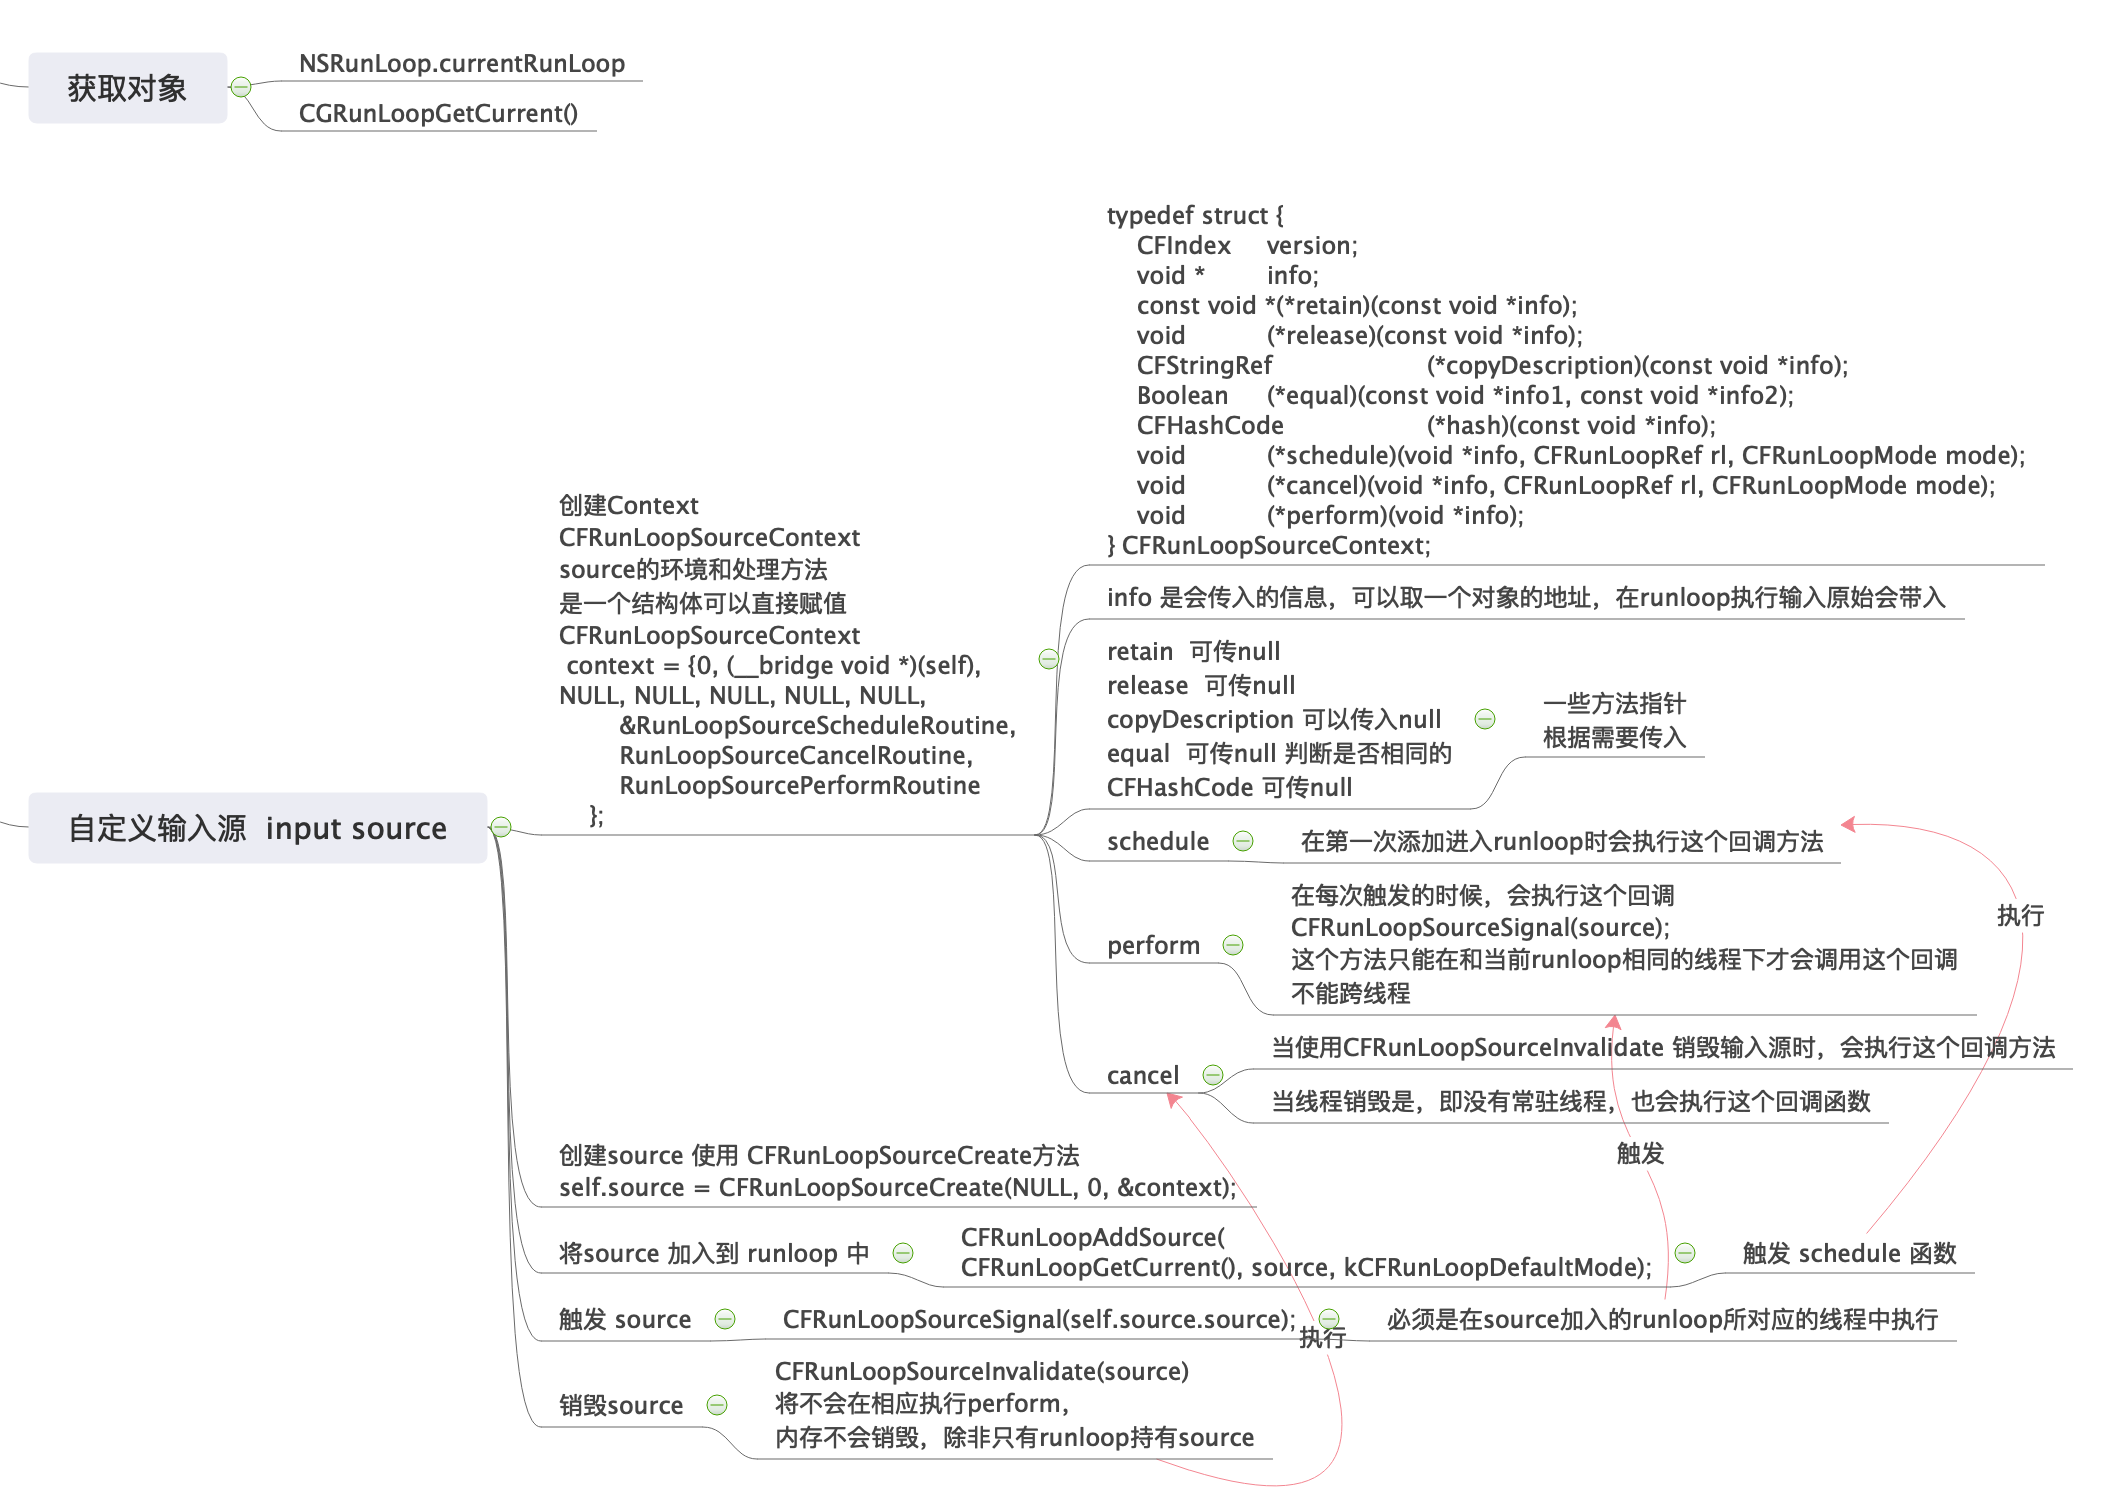 获取对象
NSRunLoop.currentRunLoop
CGRunLoopGetCurrent()
自定义输入源  input source
创建Context
CFRunLoopSourceContext
source的环境和处理方法
是一个结构体可以直接赋值
CFRunLoopSourceContext
 context = {0, (__bridge void *)(self),
NULL, NULL, NULL, NULL, NULL,
        &RunLoopSourceScheduleRoutine,
        RunLoopSourceCancelRoutine,
        RunLoopSourcePerformRoutine
    };
typedef struct {
    CFIndex	version;
    void *	info;
    const void *(*retain)(const void *info);
    void	(*release)(const void *info);
    CFStringRef	(*copyDescription)(const void *info);
    Boolean	(*equal)(const void *info1, const void *info2);
    CFHashCode	(*hash)(const void *info);
    void	(*schedule)(void *info, CFRunLoopRef rl, CFRunLoopMode mode);
    void	(*cancel)(void *info, CFRunLoopRef rl, CFRunLoopMode mode);
    void	(*perform)(void *info);
} CFRunLoopSourceContext;
info 是会传入的信息，可以取一个对象的地址，在runloop执行输入原始会带入
retain  可传null
release  可传null
copyDescription 可以传入null
equal  可传null 判断是否相同的
CFHashCode 可传null
一些方法指针
根据需要传入
schedule
在第一次添加进入runloop时会执行这个回调方法
perform
在每次触发的时候，会执行这个回调
CFRunLoopSourceSignal(source);
这个方法只能在和当前runloop相同的线程下才会调用这个回调
不能跨线程
执行
cancel
当使用CFRunLoopSourceInvalidate 销毁输入源时，会执行这个回调方法
当线程销毁是，即没有常驻线程，也会执行这个回调函数
触发
创建source 使用 CFRunLoopSourceCreate方法
self.source = CFRunLoopSourceCreate(NULL, 0, &context);
将source 加入到 runloop 中
CFRunLoopAddSource(
CFRunLoopGetCurrent(), source, kCFRunLoopDefaultMode);
触发 schedule 函数
触发 source
CFRunLoopSourceSignal(self.source.source);
执行
必须是在source加入的runloop所对应的线程中执行
销毁source
CFRunLoopSourceInvalidate(source)
将不会在相应执行perform，
内存不会销毁，除非只有runloop持有source